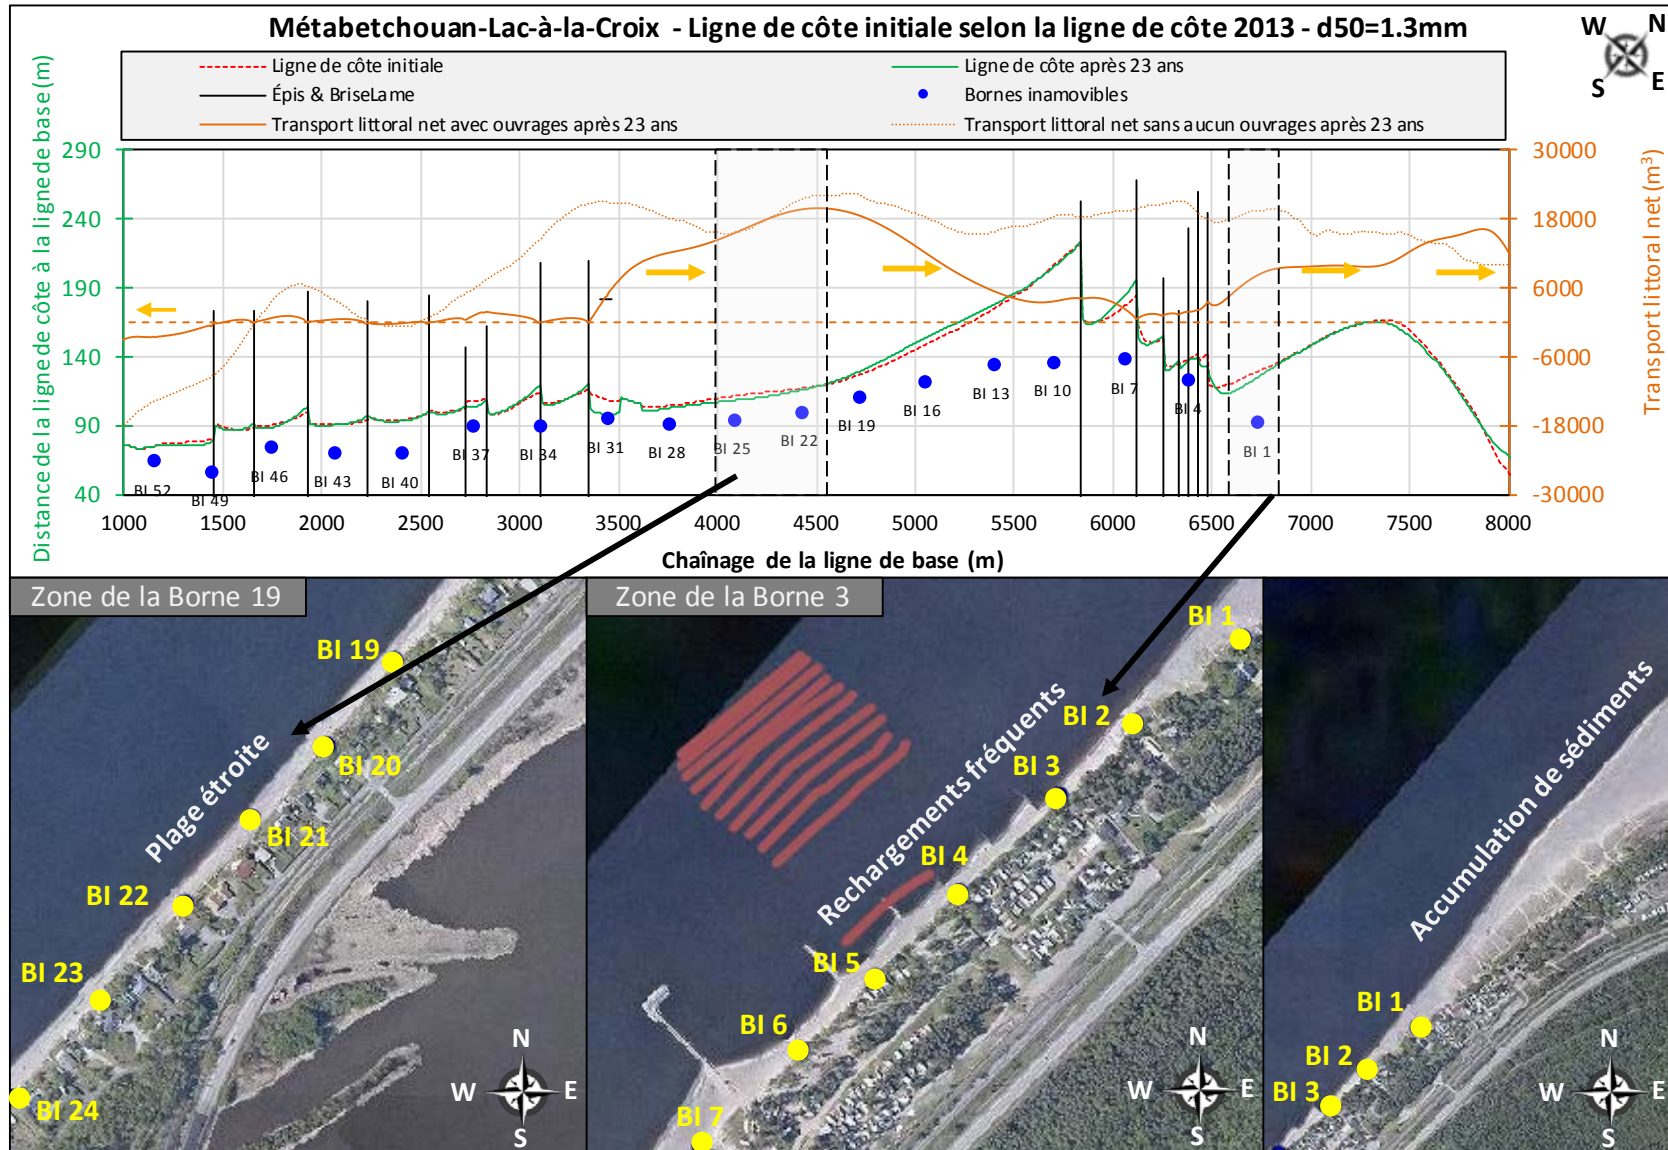 Métabetchouan-Lac-à-la-Croix - Ligne de côte initiale selon la ligne de côte 2013 - d50=1.3mm
W N
S E
Ligne de côte initiale
Ligne de côte après 23 ans
Épis & BriseLame
Bornes inamovibles
Transport littoral net avec ouvrages après 23 ans
Transport littoral net sans aucun ouvrages après 23 ans
Distance de la ligne de côte à la ligne de base (m)
290
240
190
140
90
40
30000
18000
6000
-6000
-18000
-30000
Transport littoral net (m³)
BI 52
BI 49
BI 46
BI 43
BI 40
BI 37
BI 34
BI 31
BI 28
BI 25
BI 22
BI 19
BI 16
BI 13
BI 10
BI 7
BI 4
BI 1
1000 1500 2000 2500 3000 3500 4000 4500 5000 5500 6000 6500 7000 7500 8000
Chaînage de la ligne de base (m)
Zone de la Borne 19
BI 19
BI 20
Plage étroite
BI 21
BI 22
BI 23
BI 24
N
W E
S
Zone de la Borne 3
BI 1
BI 2
BI 3
Rechargements fréquents
BI 4
BI 5
BI 6
BI 7
N
W E
S
Accumulation de sédiments
BI 1
BI 2
BI 3
N
W E
S